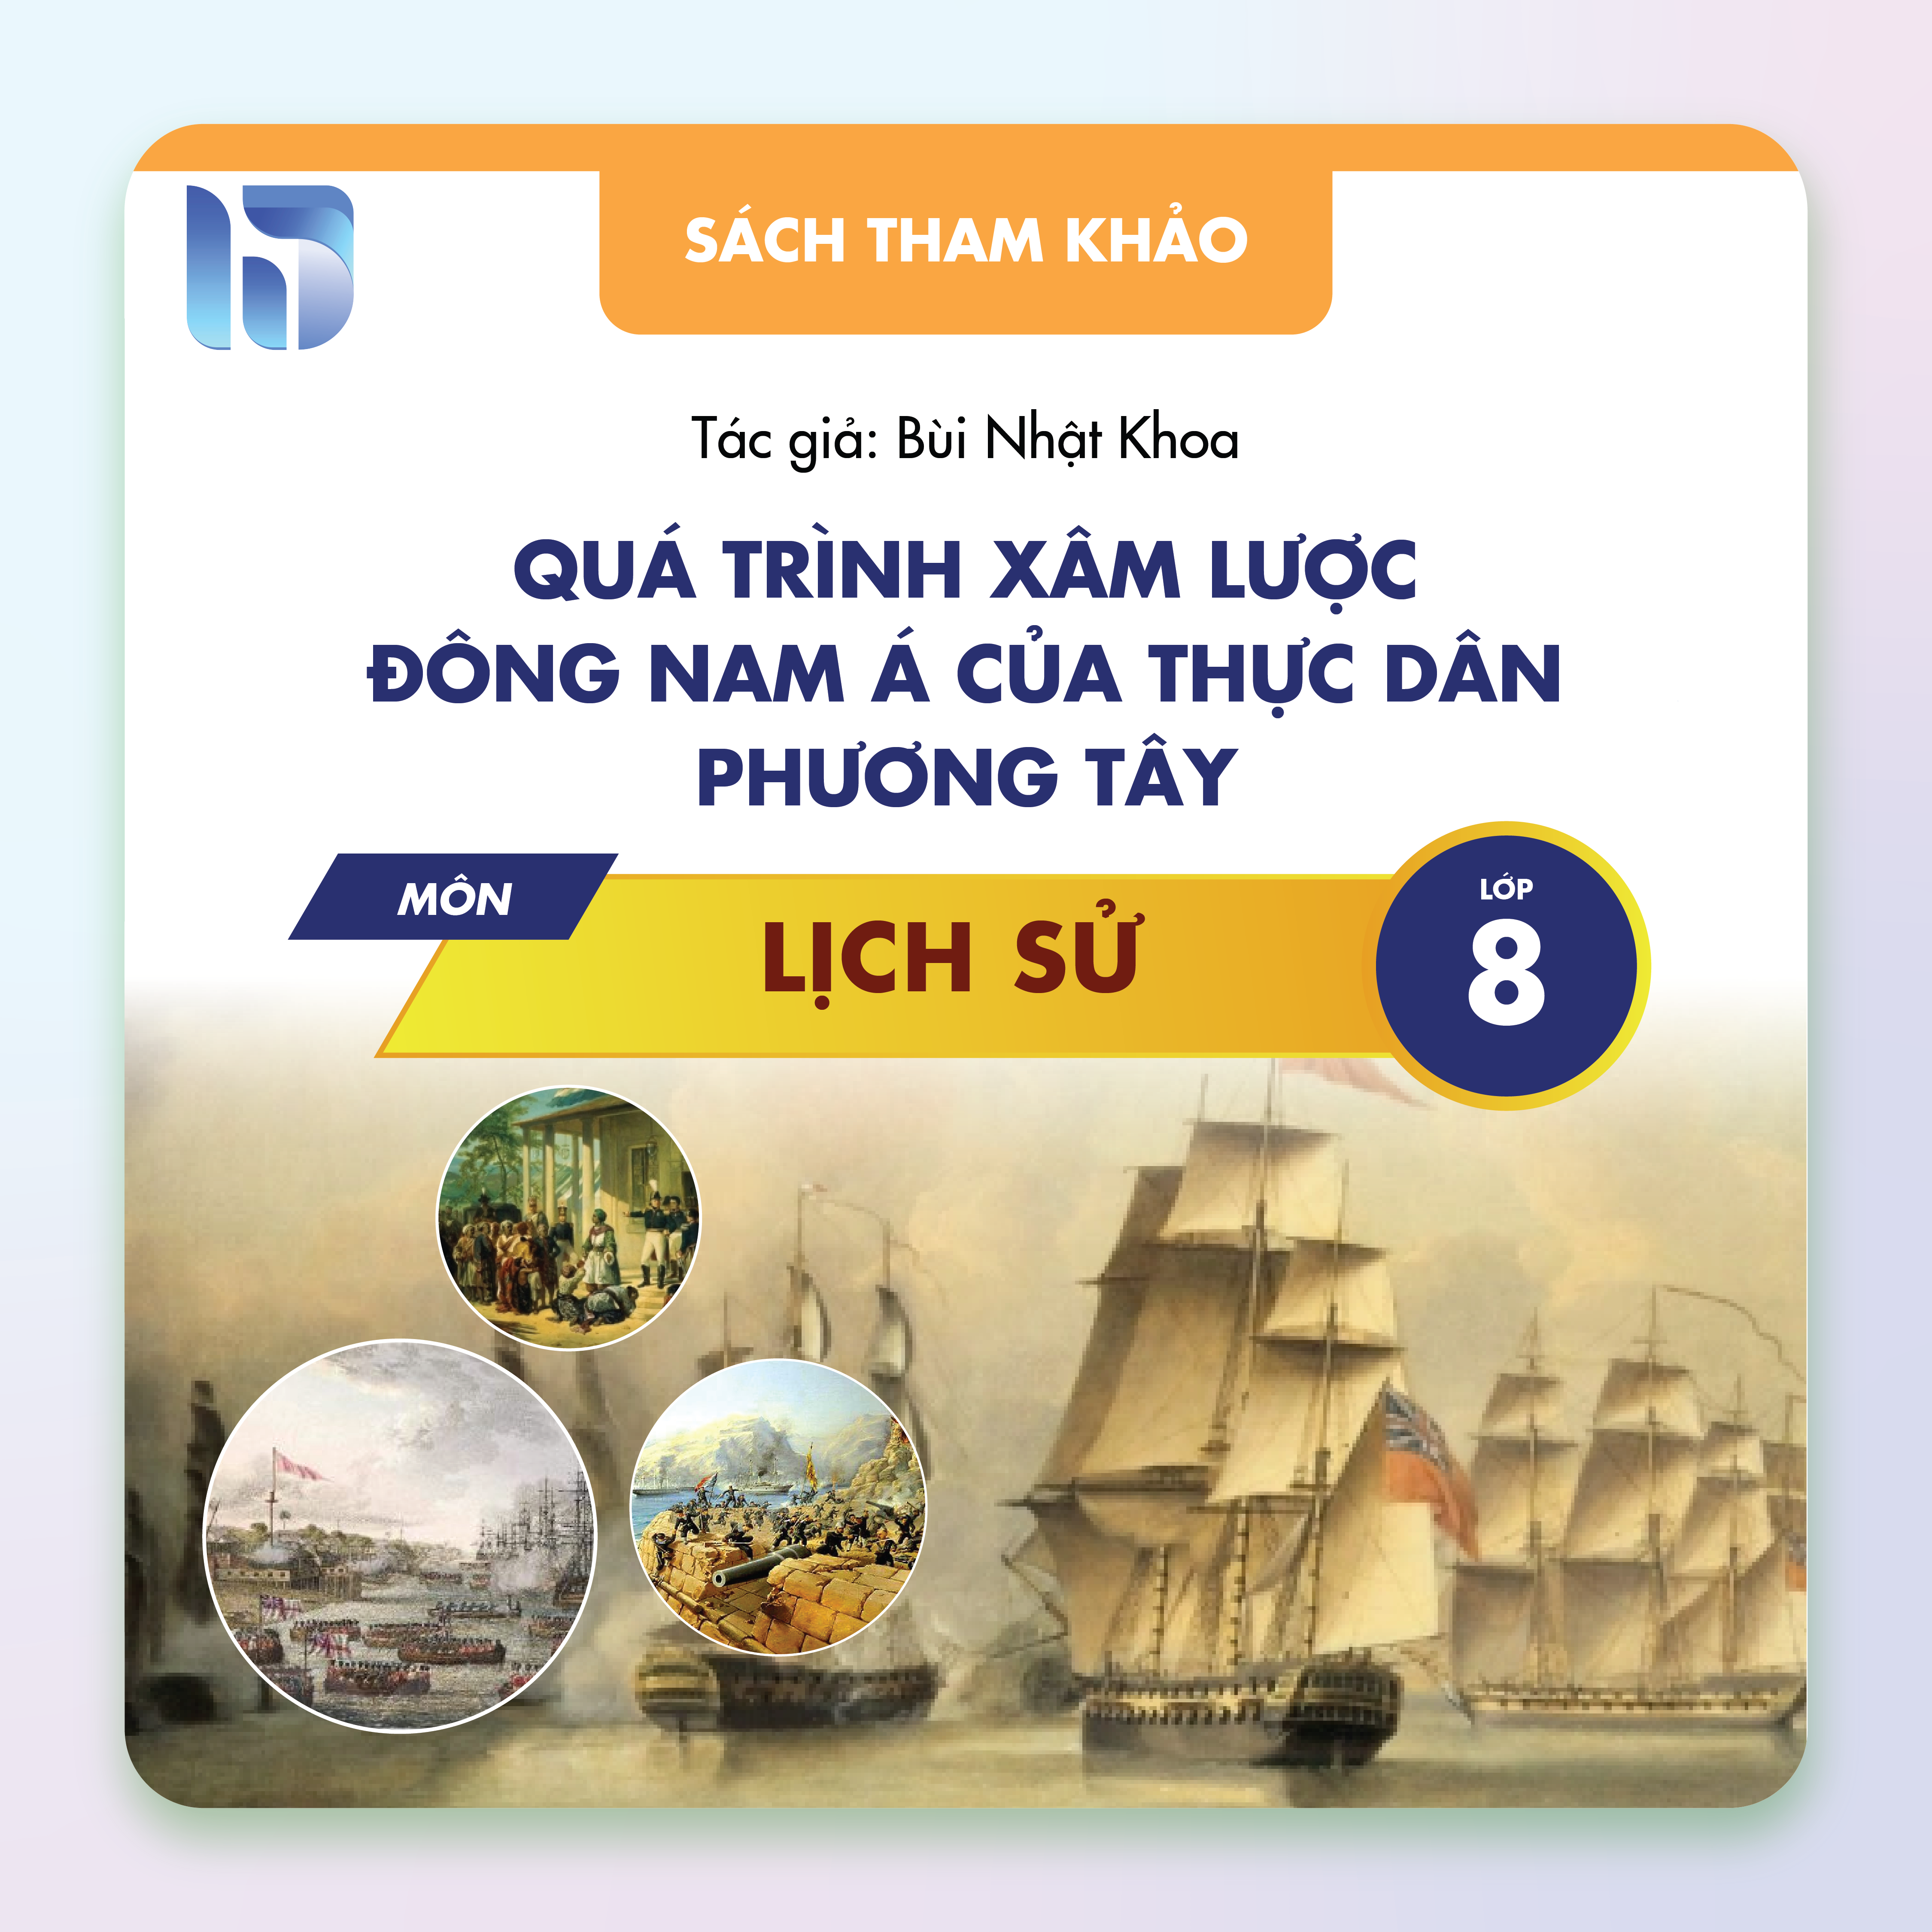 SÁCH THAM KHẢO
Tác giả: Bùi Nhật Khoa
QUÁ TRÌNH XÂM LƯỢC
ĐÔNG NAM Á CỦA THỰC DÂN
PHƯƠNG TÂY
MÔN
LỊCH SỬ
LỚP
8